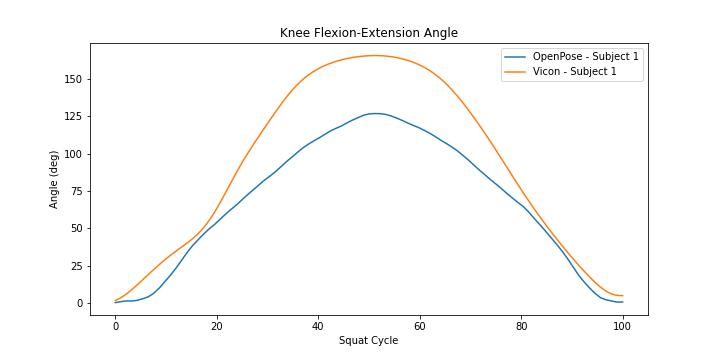 Knee Flexion-Extension Angle
OpenPose - Subject 1
Vicon - Subject 1
Angle (deg)
150
125
100
75
50
25
0
0 20 40 60 80 100
Squat Cycle